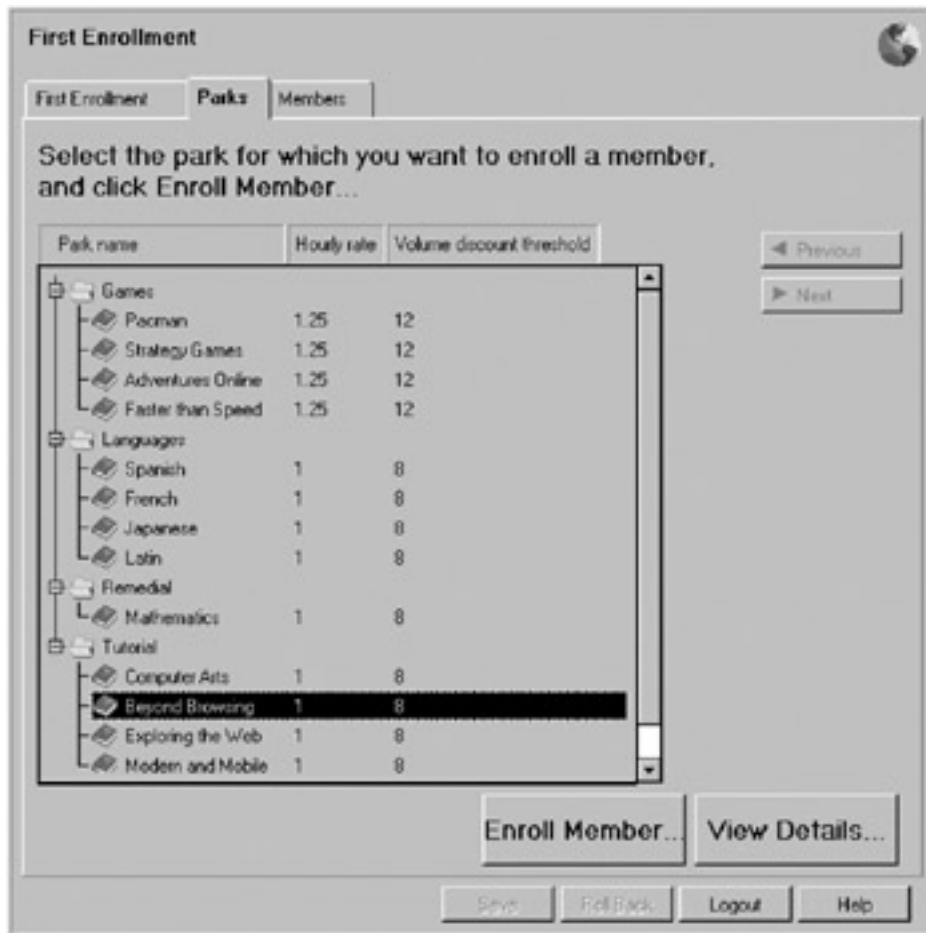 First Enrollment
First Enrollment Parks Members
Select the park for which you want to enroll a member,
and click Enroll Member...
Park name Hourly rate Volume discount threshold
Previous
Next
Games
Pacman 1.25 12
Strategy Games 1.25 12
Adventures Online 1.25 12
Faster than Speed 1.25 12
Languages
Spanish 1 8
French 1 8
Japanese 1 8
Latin 1 8
Remedial
Mathematics 1 8
Tutorial
Computer Arts 1 8
Beyond Browsing 1 8
Exploring the Web 1 8
Modern and Mobile 1 8
Enroll Member... View Details...
Save Roll Back Logout Help